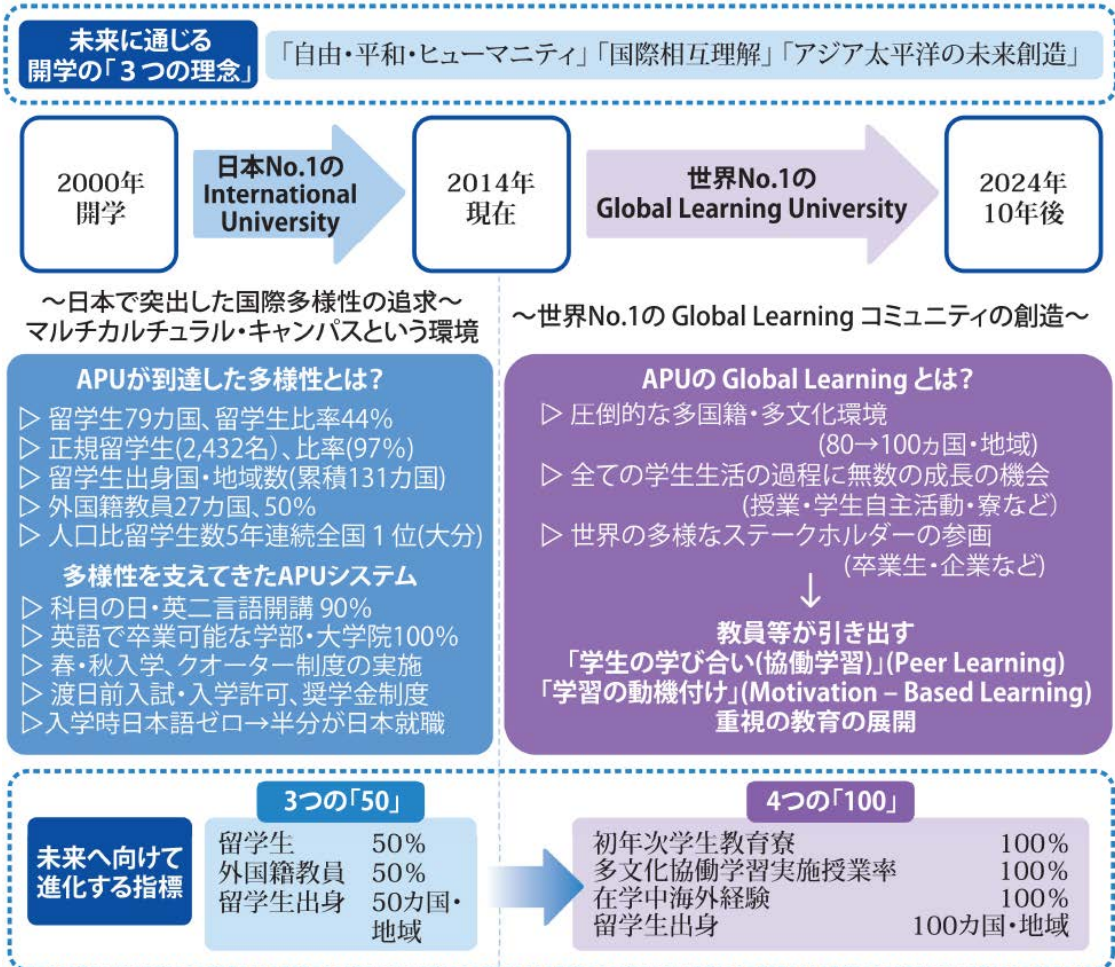 未来に通じる
開学の「３つの理念」
「自由・平和・ヒューマニティ」「国際相互理解」「アジア太平洋の未来創造」
2000年
開学
日本No.1の
International
University
2014年
現在
世界No.1の
Global Learning University
2024年
10年後
～日本で突出した国際多様性の追求～
マルチカルチュラル・キャンパスという環境
APUが到達した多様性とは?
▷ 留学生79カ国、留学生比率44%
▷ 正規留学生(2,432名)、比率(97%)
▷ 留学生出身国・地域数(累積131カ国)
▷ 外国籍教員27カ国、50%
▷ 人口比留学生数5年連続全国１位(大分)
多様性を支えてきたAPUシステム
▷ 科目の日・英二言語開講 90%
▷ 英語で卒業可能な学部・大学院100%
▷ 春・秋入学、クオーター制度の実施
▷ 渡日前入試・入学許可、奨学金制度
▷入学時日本語ゼロ→半分が日本就職
～世界No.1の Global Learning コミュニティの創造～
APUの Global Learning とは?
▷ 圧倒的な多国籍・多文化環境
(80→100ヵ国・地域)
▷ 全ての学生生活の過程に無数の成長の機会
(授業・学生自主活動・寮など)
▷ 世界の多様なステークホルダーの参画
(卒業生・企業など)
↓
教員等が引き出す
「学生の学び合い(協働学習)」(Peer Learning)
「学習の動機付け」(Motivation – Based Learning)
重視の教育の展開
未来へ向けて
進化する指標
3つの「50」
留学生 50%
外国籍教員 50%
留学生出身 50カ国・
地域
4つの「100」
初年次学生教育寮 100%
多文化協働学習実施授業率 100%
在学中海外経験 100%
留学生出身 100カ国・地域